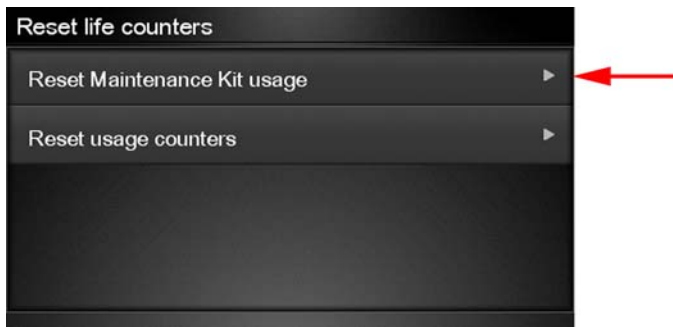 Reset life counters
Reset Maintenance Kit usage
Reset usage counters